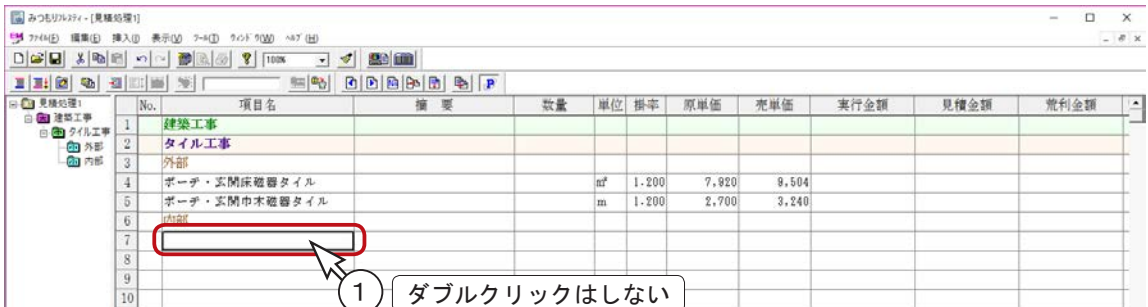 みつもりプレスティ - [見積処理1]
ファイル(F) 編集(E) 挿入(I) 表示(V) ツール(T) ウィンドウ(W) ヘルプ(H)
100%
P
見積処理1
建築工事
タイル工事
外部
内部
No. 項目名 摘要 数量 単位 掛率 原単価 売単価 実行金額 見積金額 荒利金額
1 建築工事
2 タイル工事
3 外部
4 ポーチ・玄関床磁器タイル ㎡ 1.200 7,920 9,504
5 ポーチ・玄関巾木磁器タイル m 1.200 2,700 3,240
6 内部
7
8
9
10
1 ダブルクリックはしない